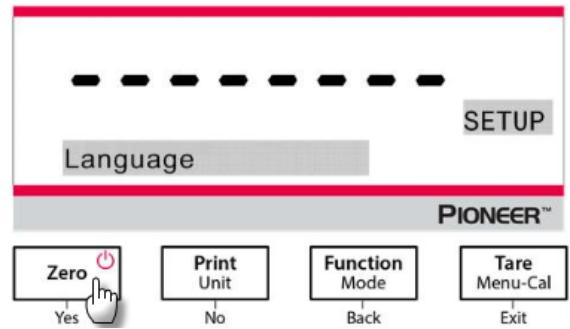 --------
SETUP
Language
PIONEER™
Zero Print Function Tare
Unit Mode Menu-Cal
Yes No Back Exit